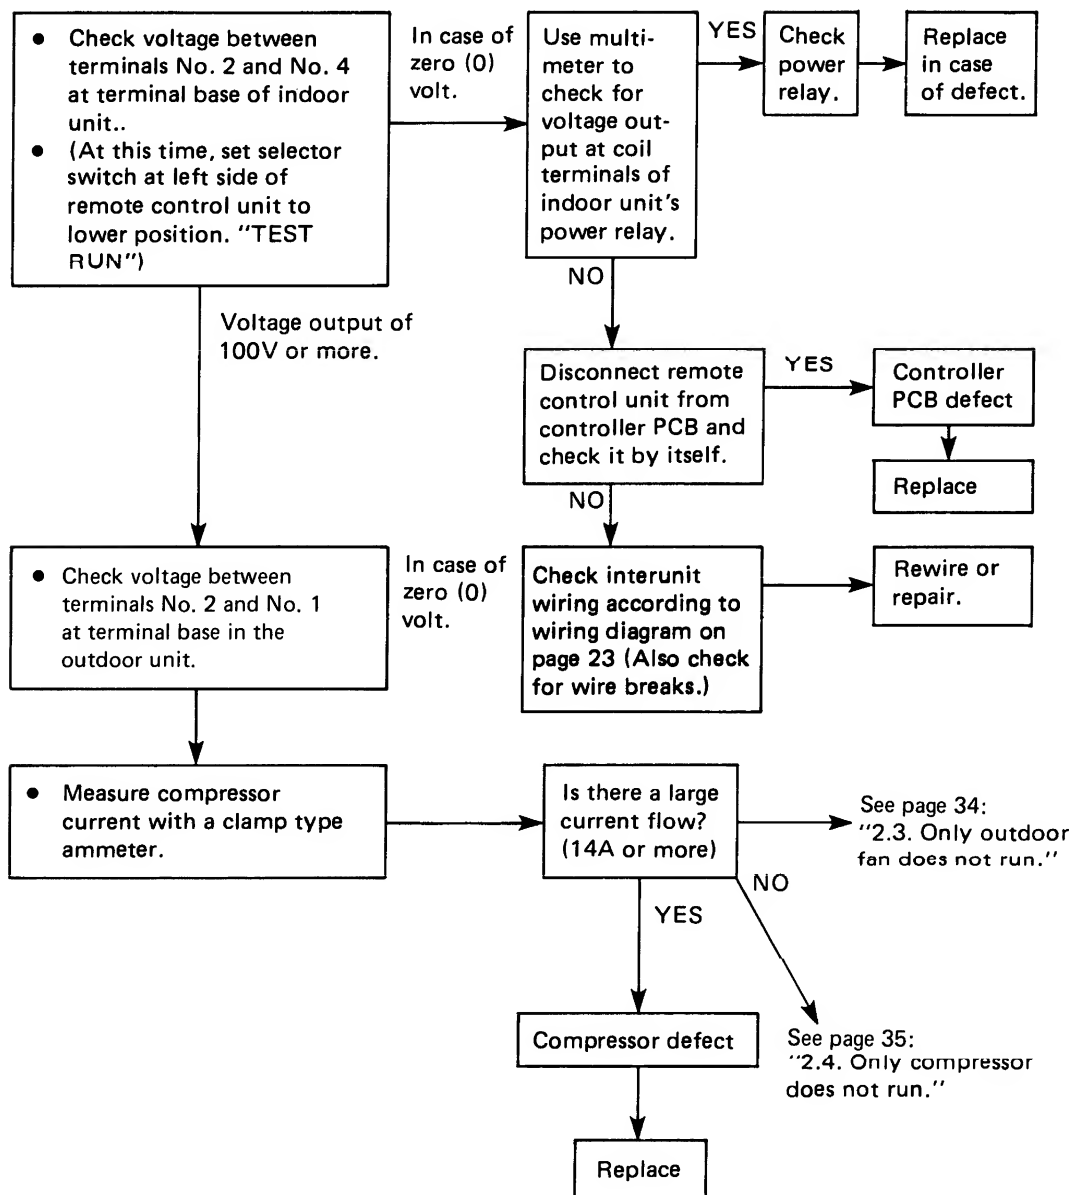 ● Check voltage between
terminals No. 2 and No. 4
at terminal base of indoor
unit..
● (At this time, set selector
switch at left side of
remote control unit to
lower position. "TEST
RUN")
In case of
zero (0)
volt.
Use multi-
meter to
check for
voltage out-
put at coil
terminals of
indoor unit's
power relay.
YES
Check
power
relay.
Replace
in case
of defect.
NO
Voltage output of
100V or more.
Disconnect remote
control unit from
controller PCB and
check it by itself.
YES
Controller
PCB defect
Replace
NO
● Check voltage between
terminals No. 2 and No. 1
at terminal base in the
outdoor unit.
In case of
zero (0)
volt.
Check interunit
wiring according to
wiring diagram on
page 23 (Also check
for wire breaks.)
Rewire or
repair.
● Measure compressor
current with a clamp type
ammeter.
Is there a large
current flow?
(14A or more)
See page 34:
"2.3. Only outdoor
fan does not run."
NO
YES
Compressor defect
See page 35:
"2.4. Only compressor
does not run."
Replace